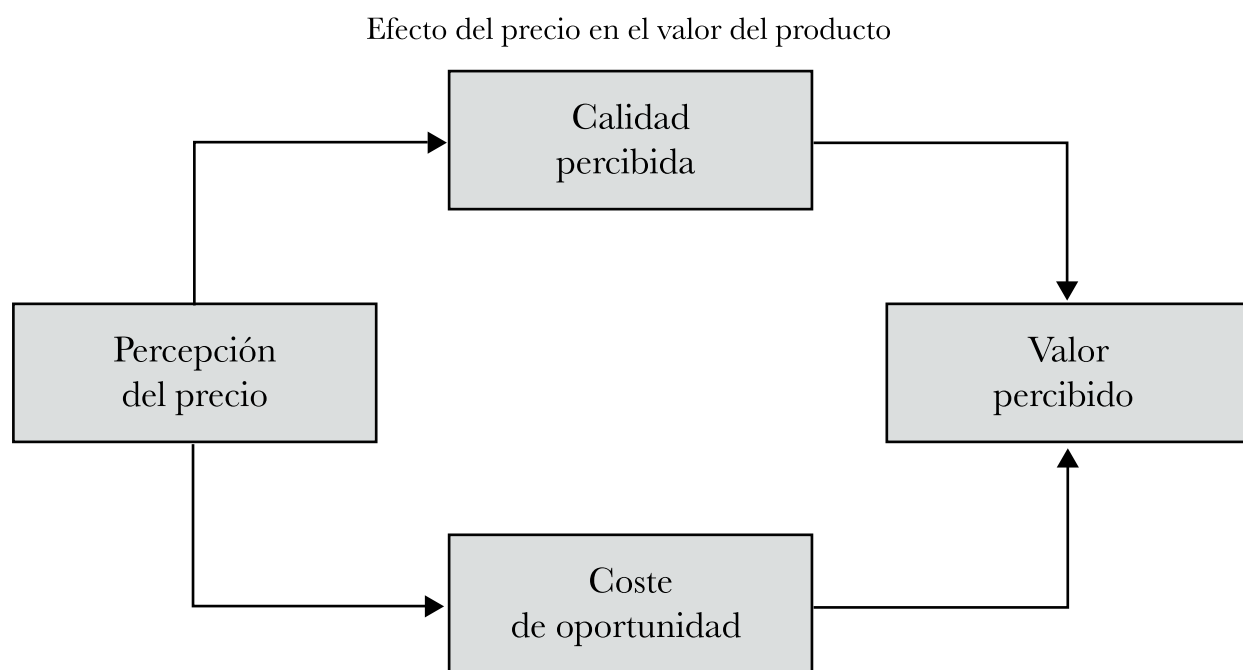 Efecto del precio en el valor del producto
Calidad
percibida
Percepción
del precio
Valor
percibido
Coste
de oportunidad